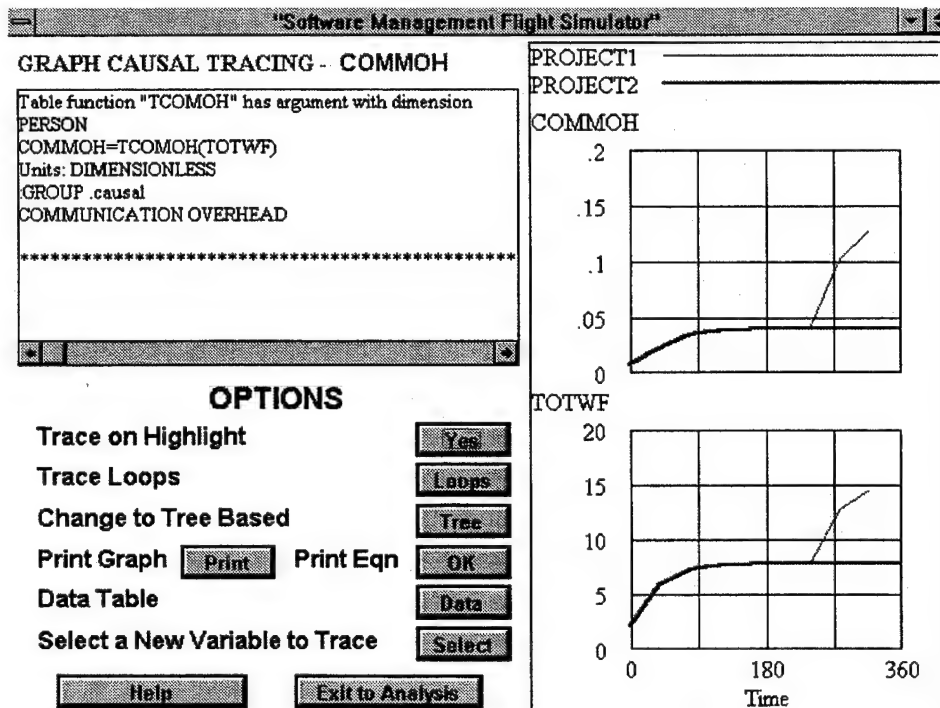 "Software Management Flight Simulator"
GRAPH CAUSAL TRACING - COMMOH
Table function "TCOMOH" has argument with dimension
PERSON
COMMOH=TCOMOH(TOTWF)
Units: DIMENSIONLESS
:GROUP .causal
COMMUNICATION OVERHEAD
************************************************
OPTIONS
Trace on Highlight Yes
Trace Loops Loops
Change to Tree Based Tree
Print Graph Print Print Eqn OK
Data Table Data
Select a New Variable to Trace Select
Help Exit to Analysis
PROJECT1
PROJECT2
COMMOH
.2
.15
.1
.05
0
TOTWF
20
15
10
5
0
0 180 360
Time